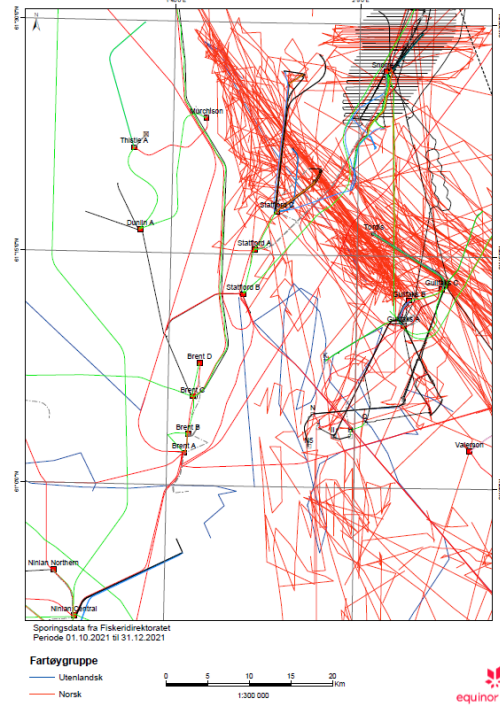 Murchison
Thistle A
Snorre A
Statfjord C
Dunlin A
Tordis
Statfjord A
Gullfaks C
Statfjord B
Gullfaks B
Gullfaks A
Brent D
Brent C
N
I
H
N5
Brent B
Brent A
Valemon
Ninian Northern
Ninian Central
Sporingsdata fra Fiskeridirektoratet
Periode 01.10.2021 til 31.12.2021
Fartøygruppe
Utenlandsk
Norsk
0 5 10 15 20
Km
1:300 000
equinor